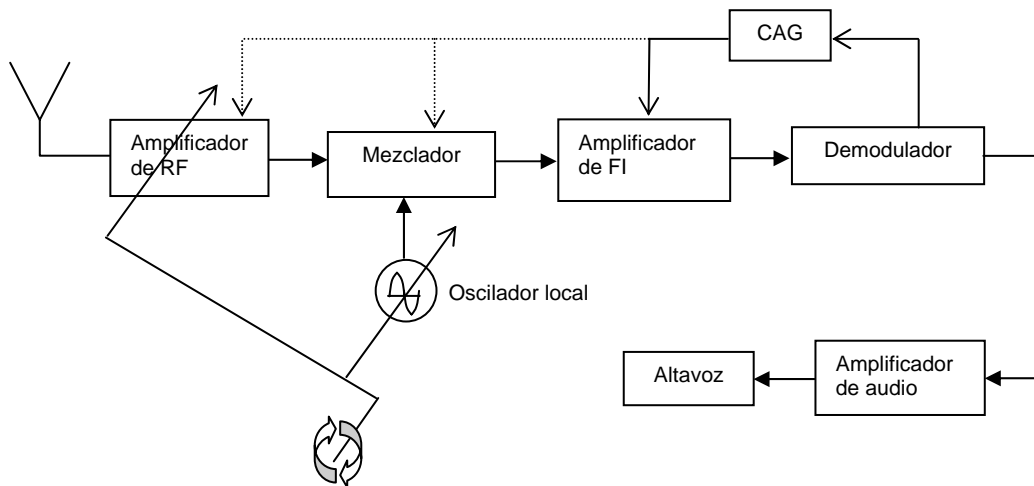 CAG
Amplificador
de RF
Mezclador
Amplificador
de FI
Demodulador
Oscilador local
Altavoz
Amplificador
de audio